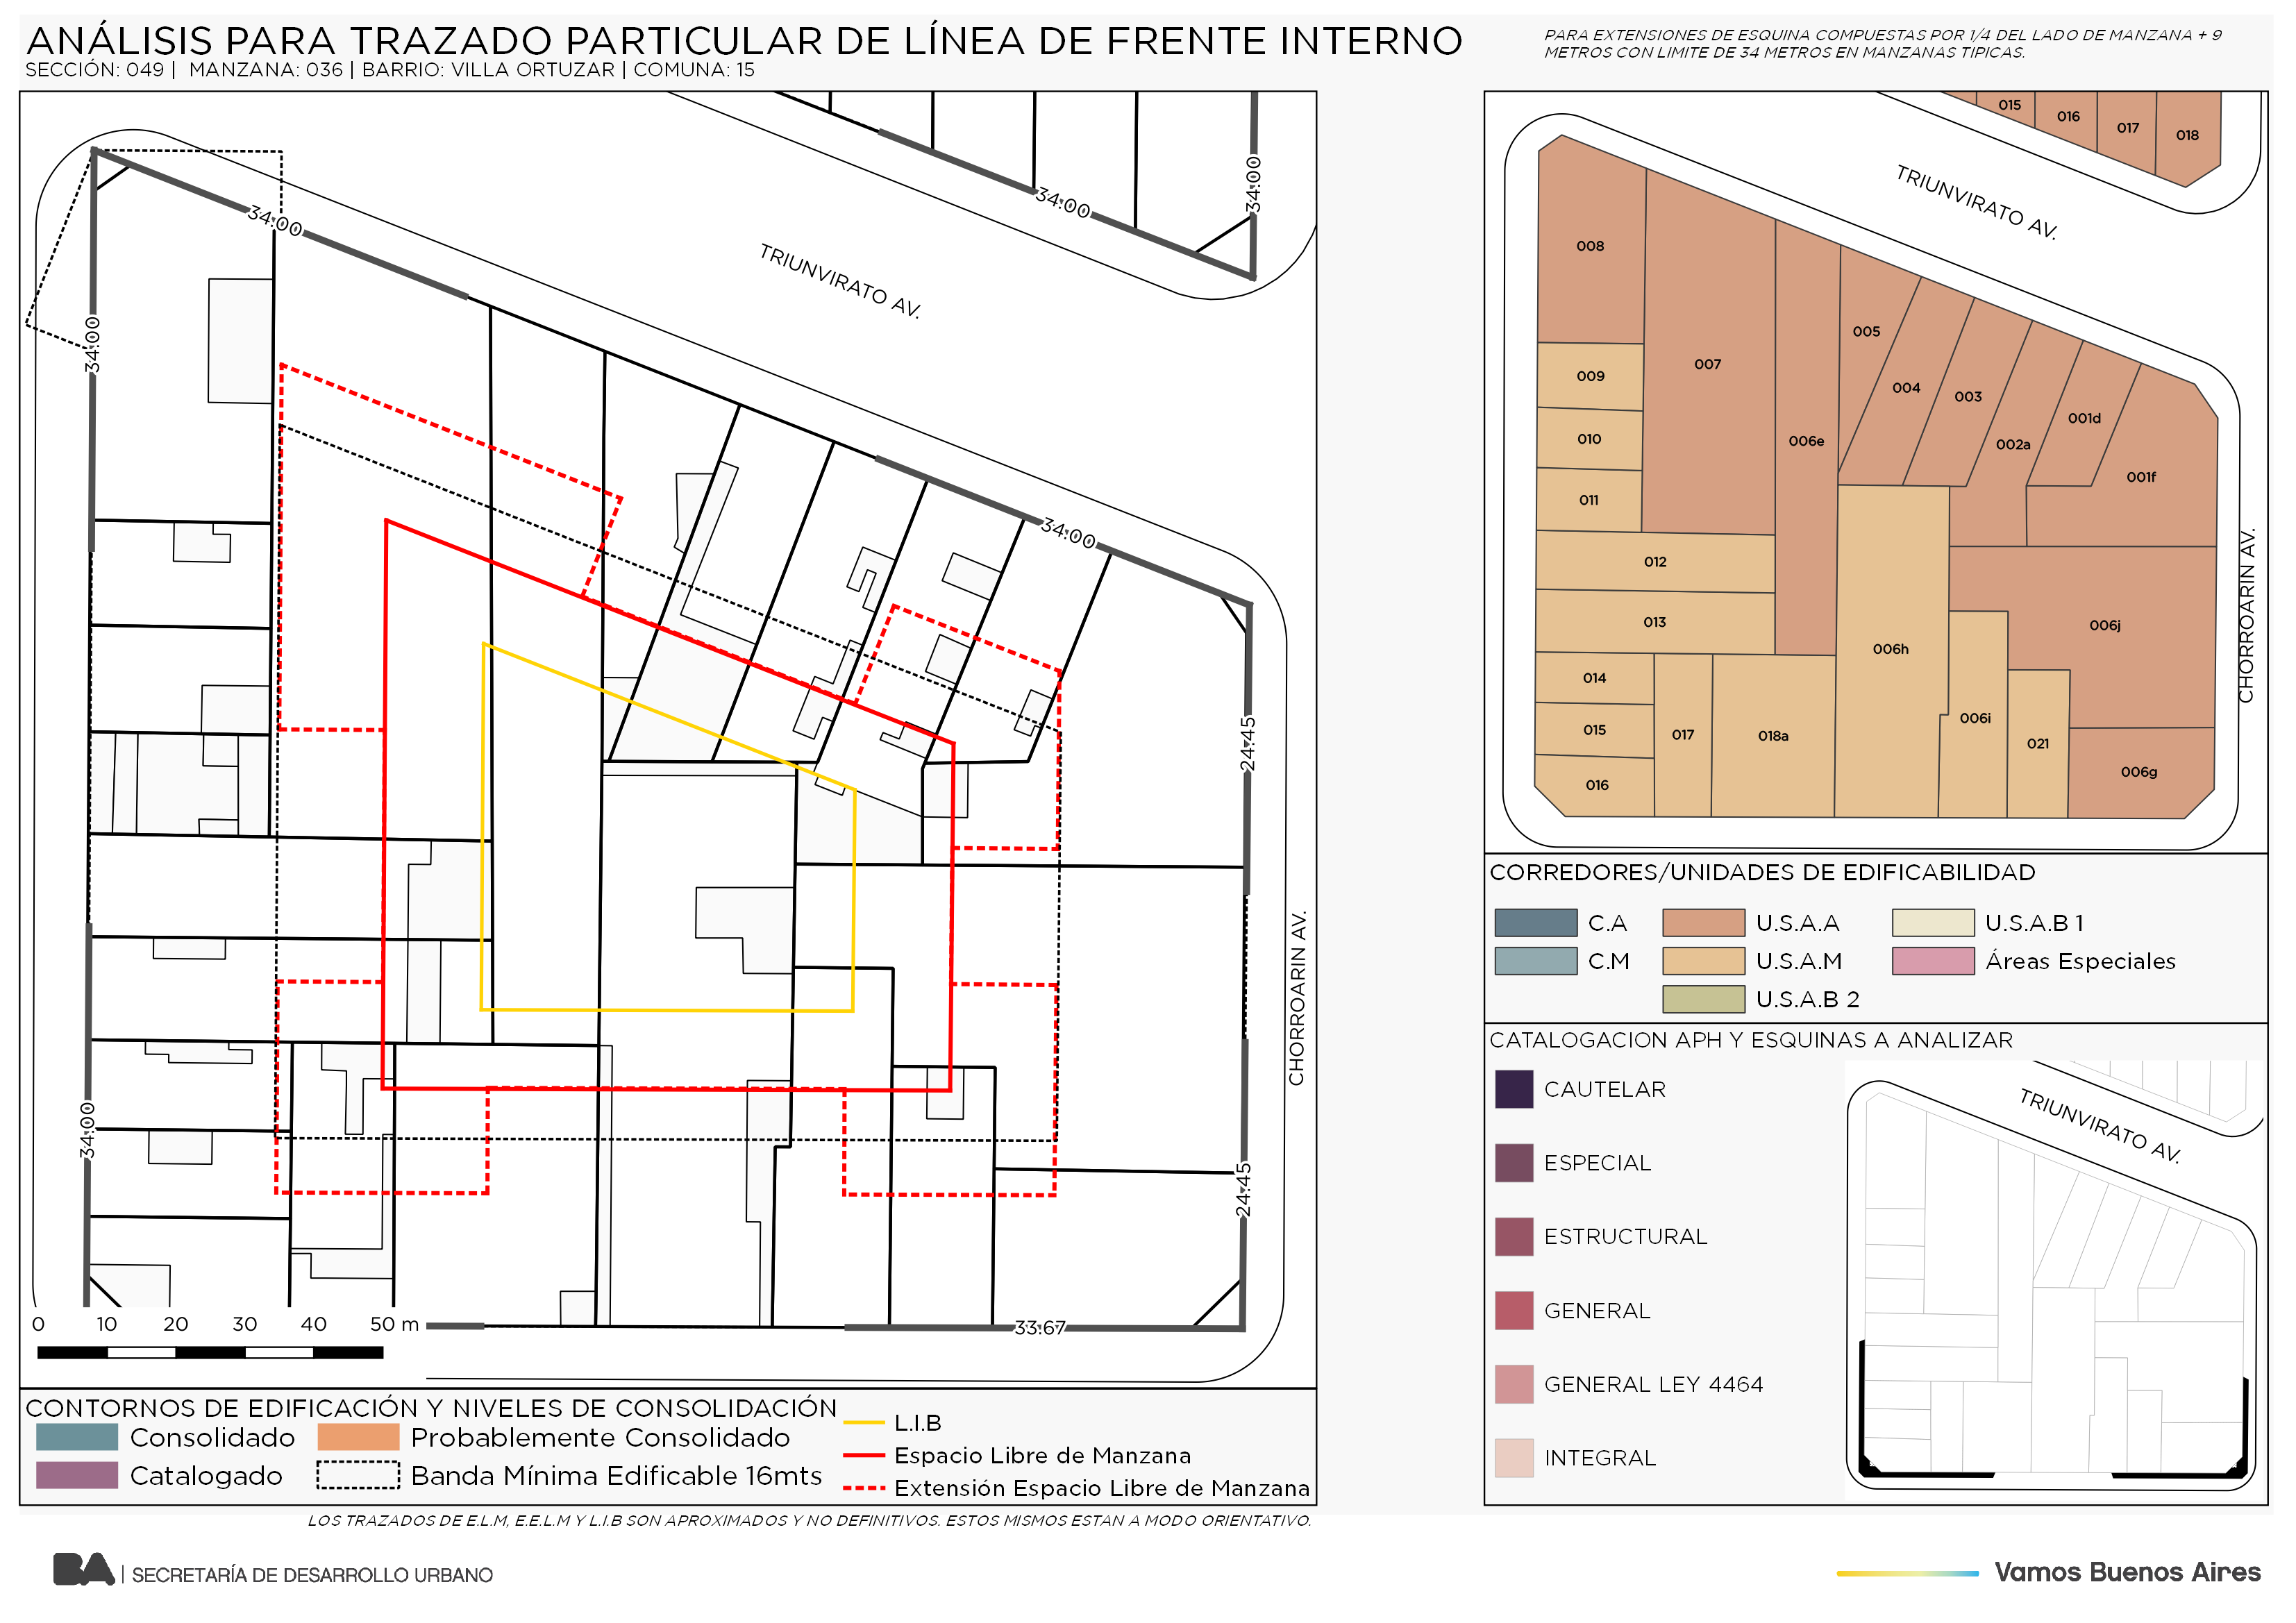 ANÁLISIS PARA TRAZADO PARTICULAR DE LÍNEA DE FRENTE INTERNO
SECCIÓN: 049 | MANZANA: 036 | BARRIO: VILLA ORTUZAR | COMUNA: 15
PARA EXTENSIONES DE ESQUINA COMPUESTAS POR 1/4 DEL LADO DE MANZANA + 9
METROS CON LIMITE DE 34 METROS EN MANZANAS TIPICAS.
34:00
34:00
34:00
TRIUNVIRATO AV.
34:00
34:00
24:45
CHORROARIN AV.
34:00
24:45
33:67
0 10 20 30 40 50 m
CONTORNOS DE EDIFICACIÓN Y NIVELES DE CONSOLIDACIÓN
Consolidado
Probablemente Consolidado
Catalogado
Banda Mínima Edificable 16mts
L.I.B
Espacio Libre de Manzana
Extensión Espacio Libre de Manzana
LOS TRAZADOS DE E.L.M, E.E.L.M Y L.I.B SON APROXIMADOS Y NO DEFINITIVOS. ESTOS MISMOS ESTAN A MODO ORIENTATIVO.
015
016
017
018
TRIUNVIRATO AV.
008
005
007
009
004
003
001d
010
006e
002a
001f
011
012
013
006j
CHORROARIN AV.
006h
014
006i
015
017
018a
021
006g
016
CORREDORES/UNIDADES DE EDIFICABILIDAD
C.A
U.S.A.A
U.S.A.B 1
C.M
U.S.A.M
Áreas Especiales
U.S.A.B 2
CATALOGACION APH Y ESQUINAS A ANALIZAR
CAUTELAR
ESPECIAL
ESTRUCTURAL
GENERAL
GENERAL LEY 4464
INTEGRAL
TRIUNVIRATO AV.
BA | SECRETARÍA DE DESARROLLO URBANO
Vamos Buenos Aires